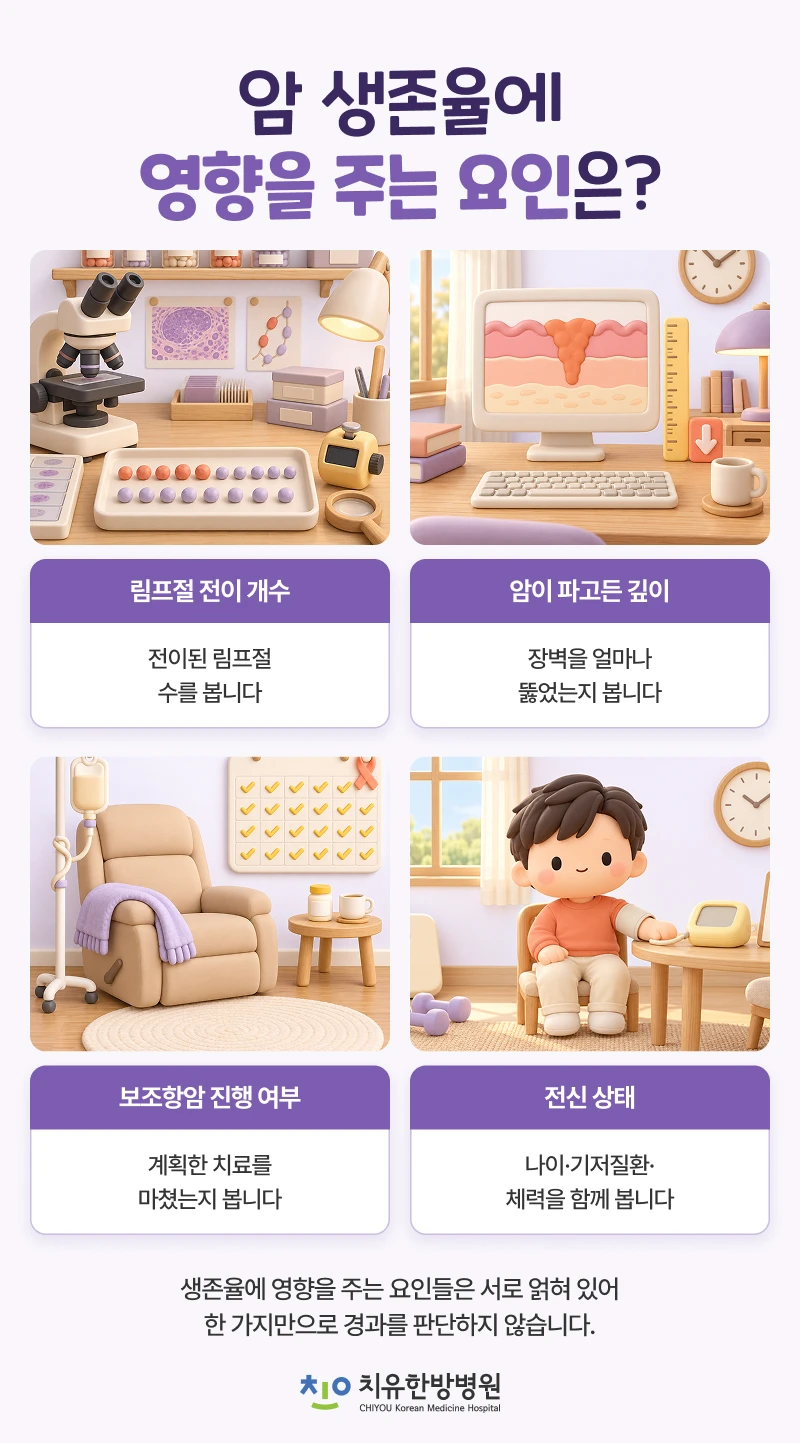 암 생존율에
영향을 주는 요인은?
림프절 전이 개수
전이된 림프절
수를 봅니다
암이 파고든 깊이
장벽을 얼마나
뚫었는지 봅니다
보조항암 진행 여부
계획한 치료를
마쳤는지 봅니다
전신 상태
나이·기저질환·
체력을 함께 봅니다
생존율에 영향을 주는 요인들은 서로 얽혀 있어
한 가지만으로 경과를 판단하지 않습니다.
치유한방병원
CHIYOU Korean Medicine Hospital